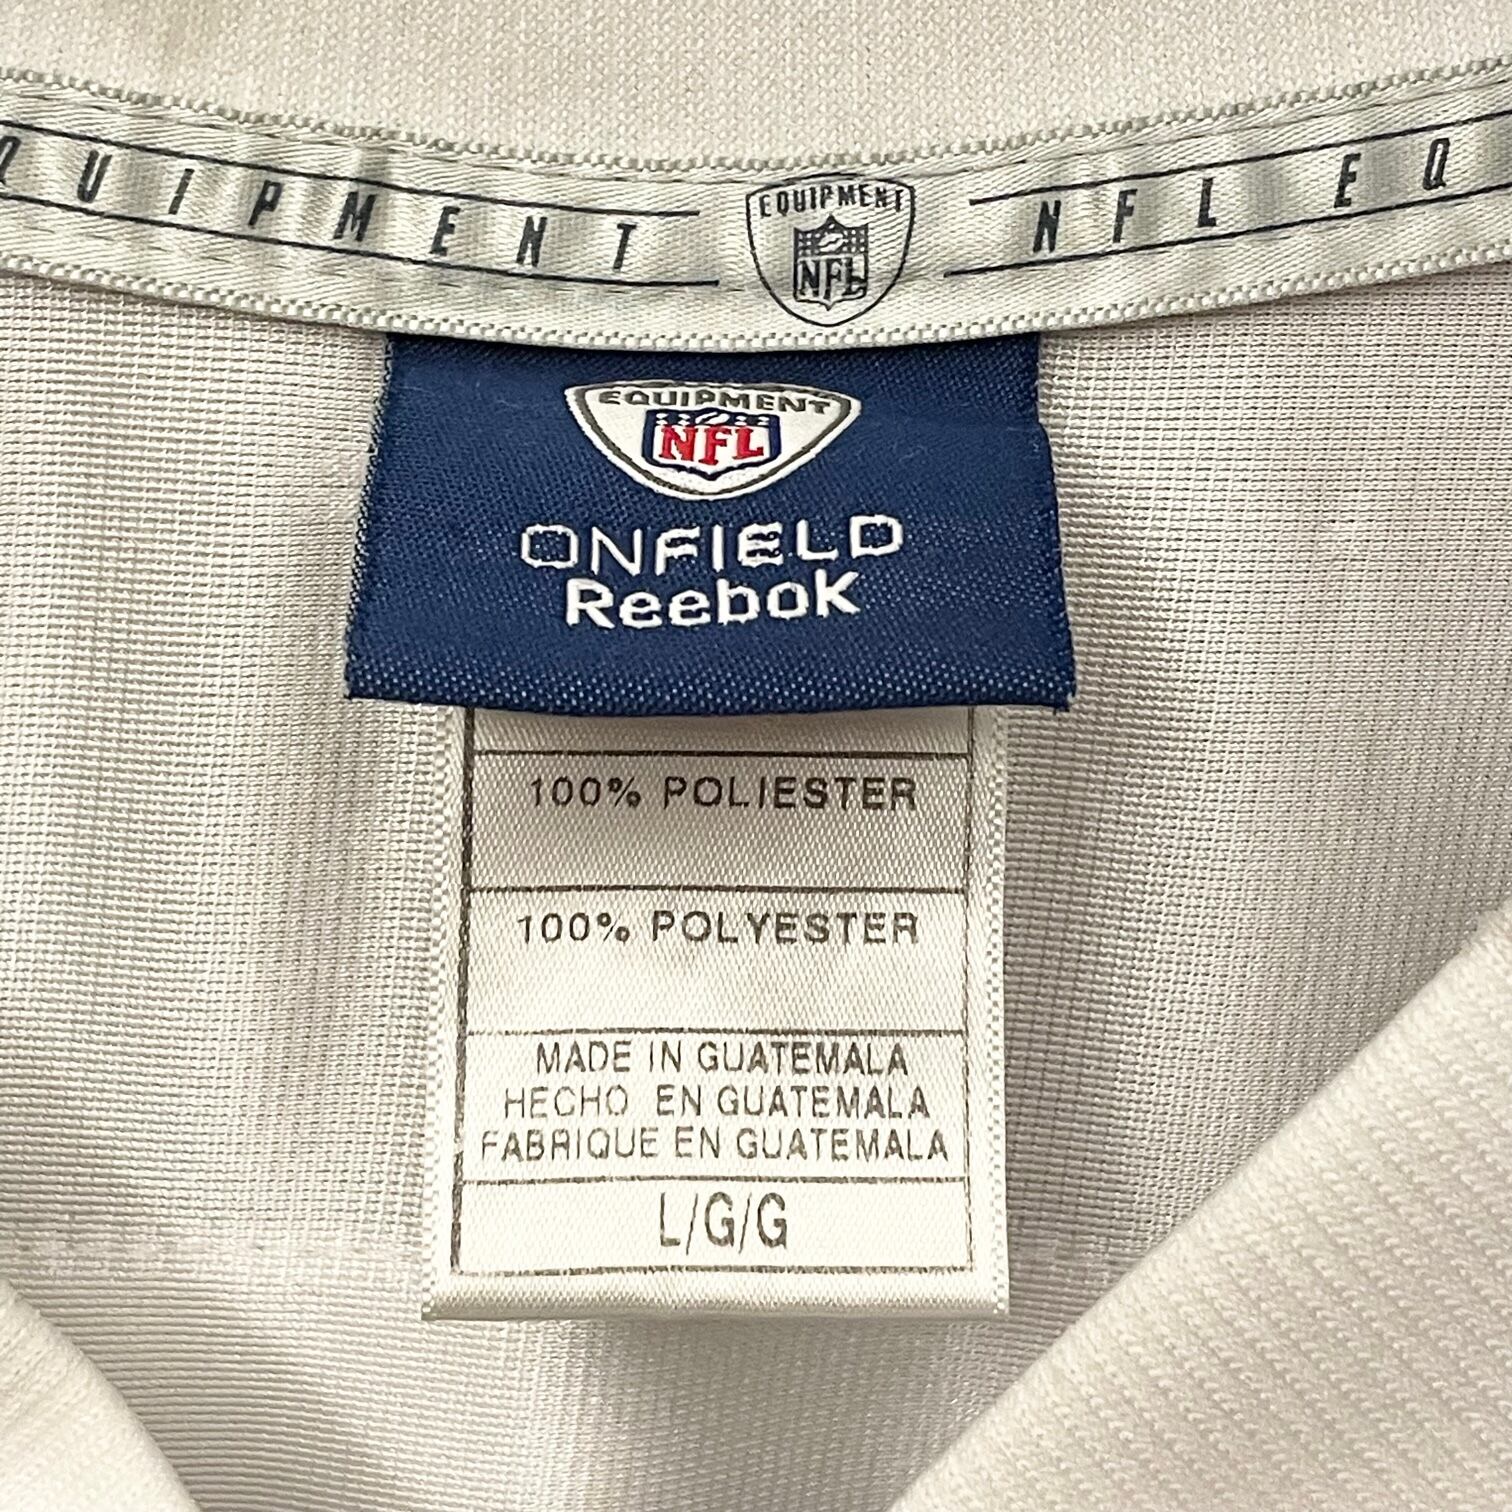 QUIPMENT
EQUIPMENT
NFL
NFL EQ
EQUIPMENT
NFL
ONFIELD
Reebok
100% POLIESTER
100% POLYESTER
MADE IN GUATEMALA
HECHO EN GUATEMALA
FABRIQUE EN GUATEMALA
L/G/G